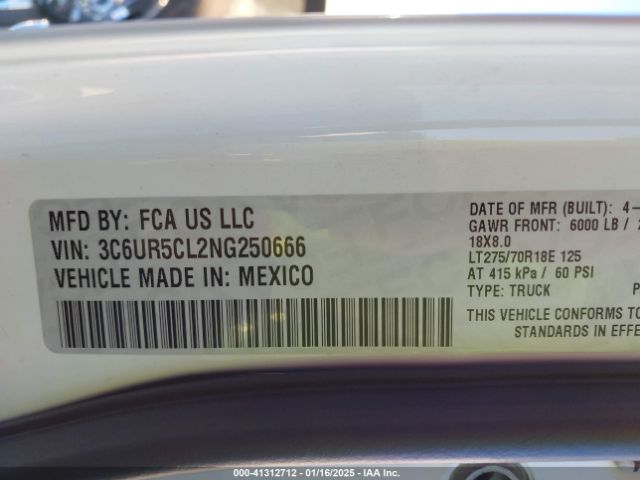 MFD BY: FCA US LLC
VIN: 3C6UR5CL2NG250666
VEHICLE MADE IN: MEXICO
DATE OF MFR (BUILT): 4-
GAWR FRONT: 6000 LB /
18X8.0
LT275/70R18E 125
AT 415 kPa / 60 PSI
TYPE: TRUCK
THIS VEHICLE CONFORMS TO
STANDARDS IN EFFE
000-41312712 - 01/16/2025 - IAA Inc.